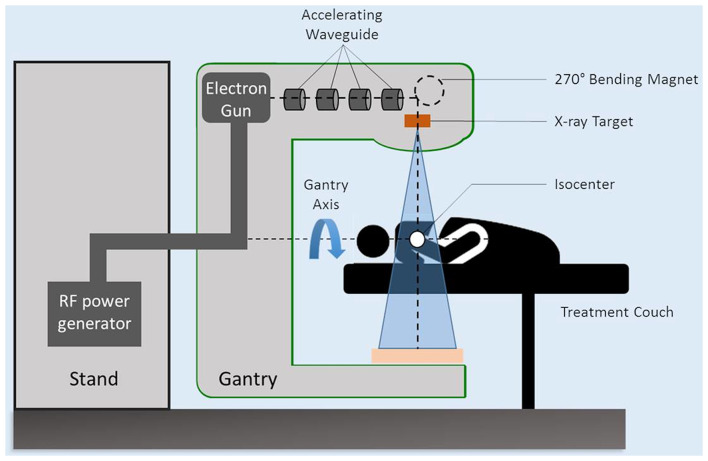 Accelerating
Waveguide
Electron
Gun
270° Bending Magnet
X-ray Target
Gantry
Axis
Isocenter
RF power
generator
Treatment Couch
Stand
Gantry